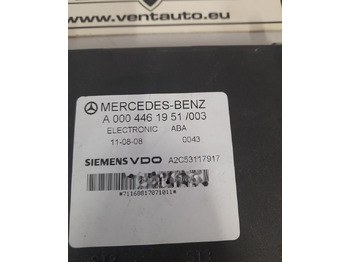 www.ventauto.eu
MERCEDES-BENZ
A 000 446 19 51 /003
ELECTRONIC ABA
11-08-08 0043
SIEMENS VDO A2C53117917
*71168817871011*